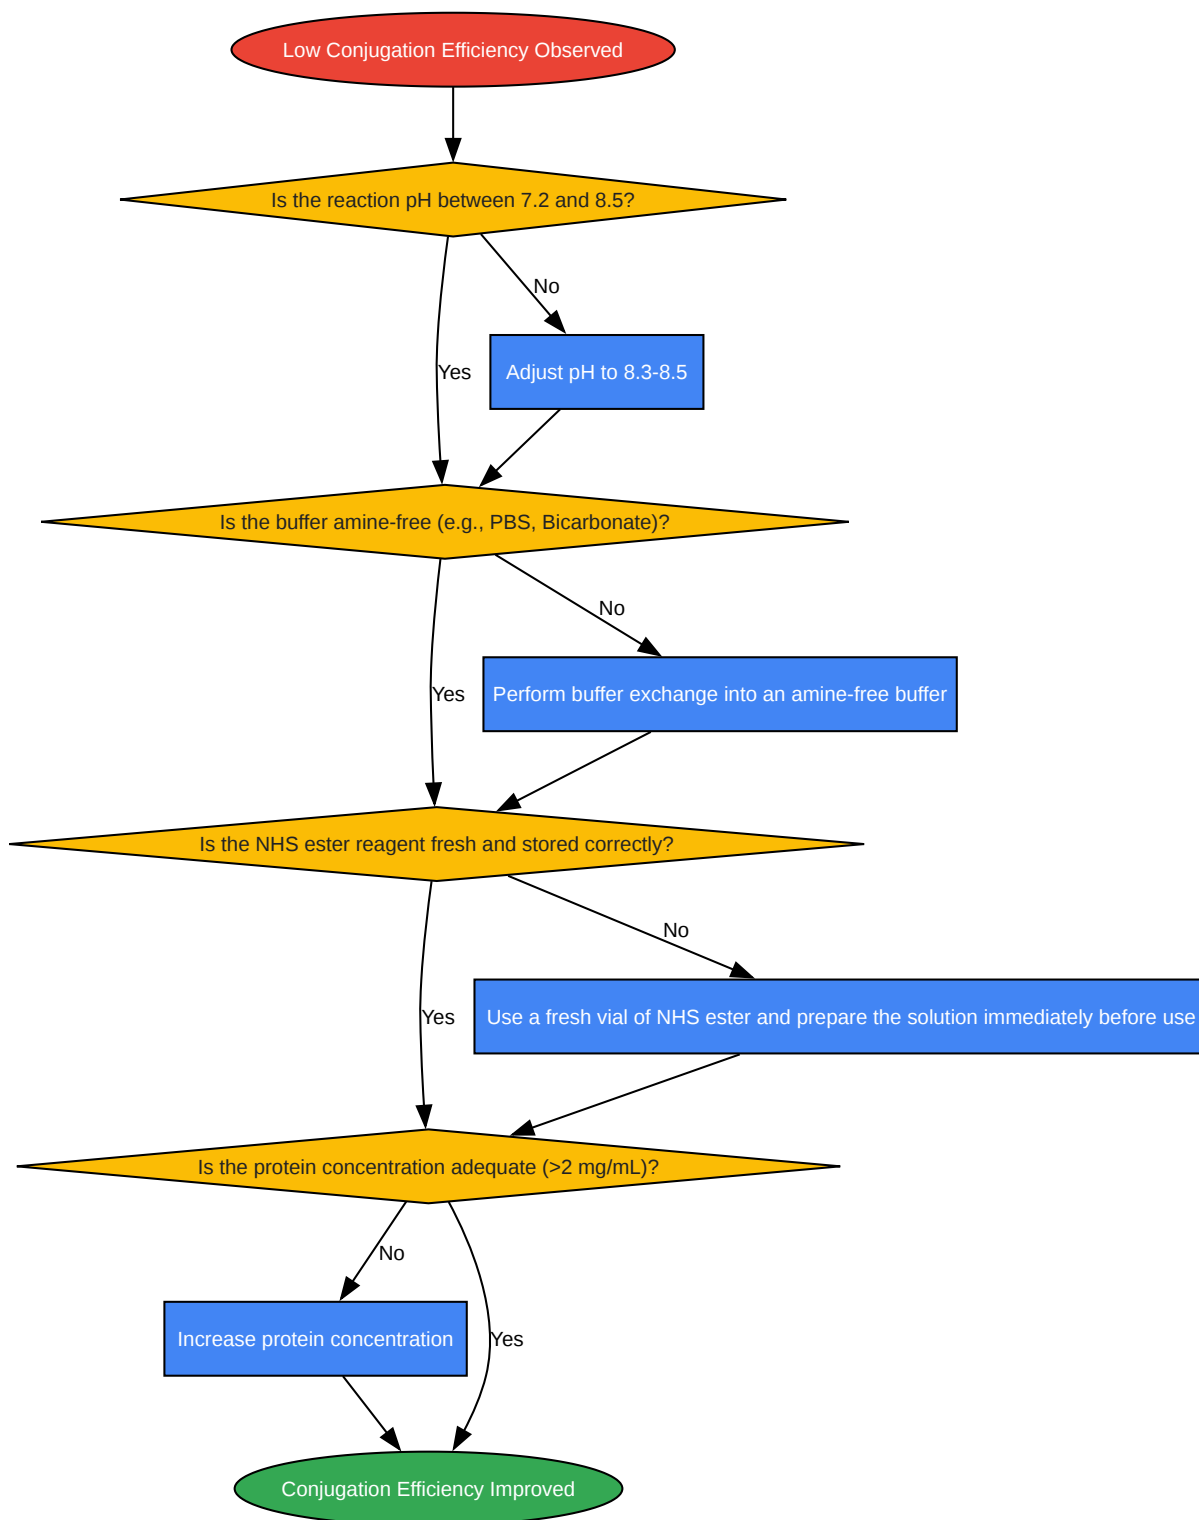 Low Conjugation Efficiency Observed
Is the reaction pH between 7.2 and 8.5?
No
Yes
Adjust pH to 8.3-8.5
Is the buffer amine-free (e.g., PBS, Bicarbonate)?
No
Yes
Perform buffer exchange into an amine-free buffer
Is the NHS ester reagent fresh and stored correctly?
No
Yes
Use a fresh vial of NHS ester and prepare the solution immediately before use
Is the protein concentration adequate (>2 mg/mL)?
No
Increase protein concentration
Yes
Conjugation Efficiency Improved